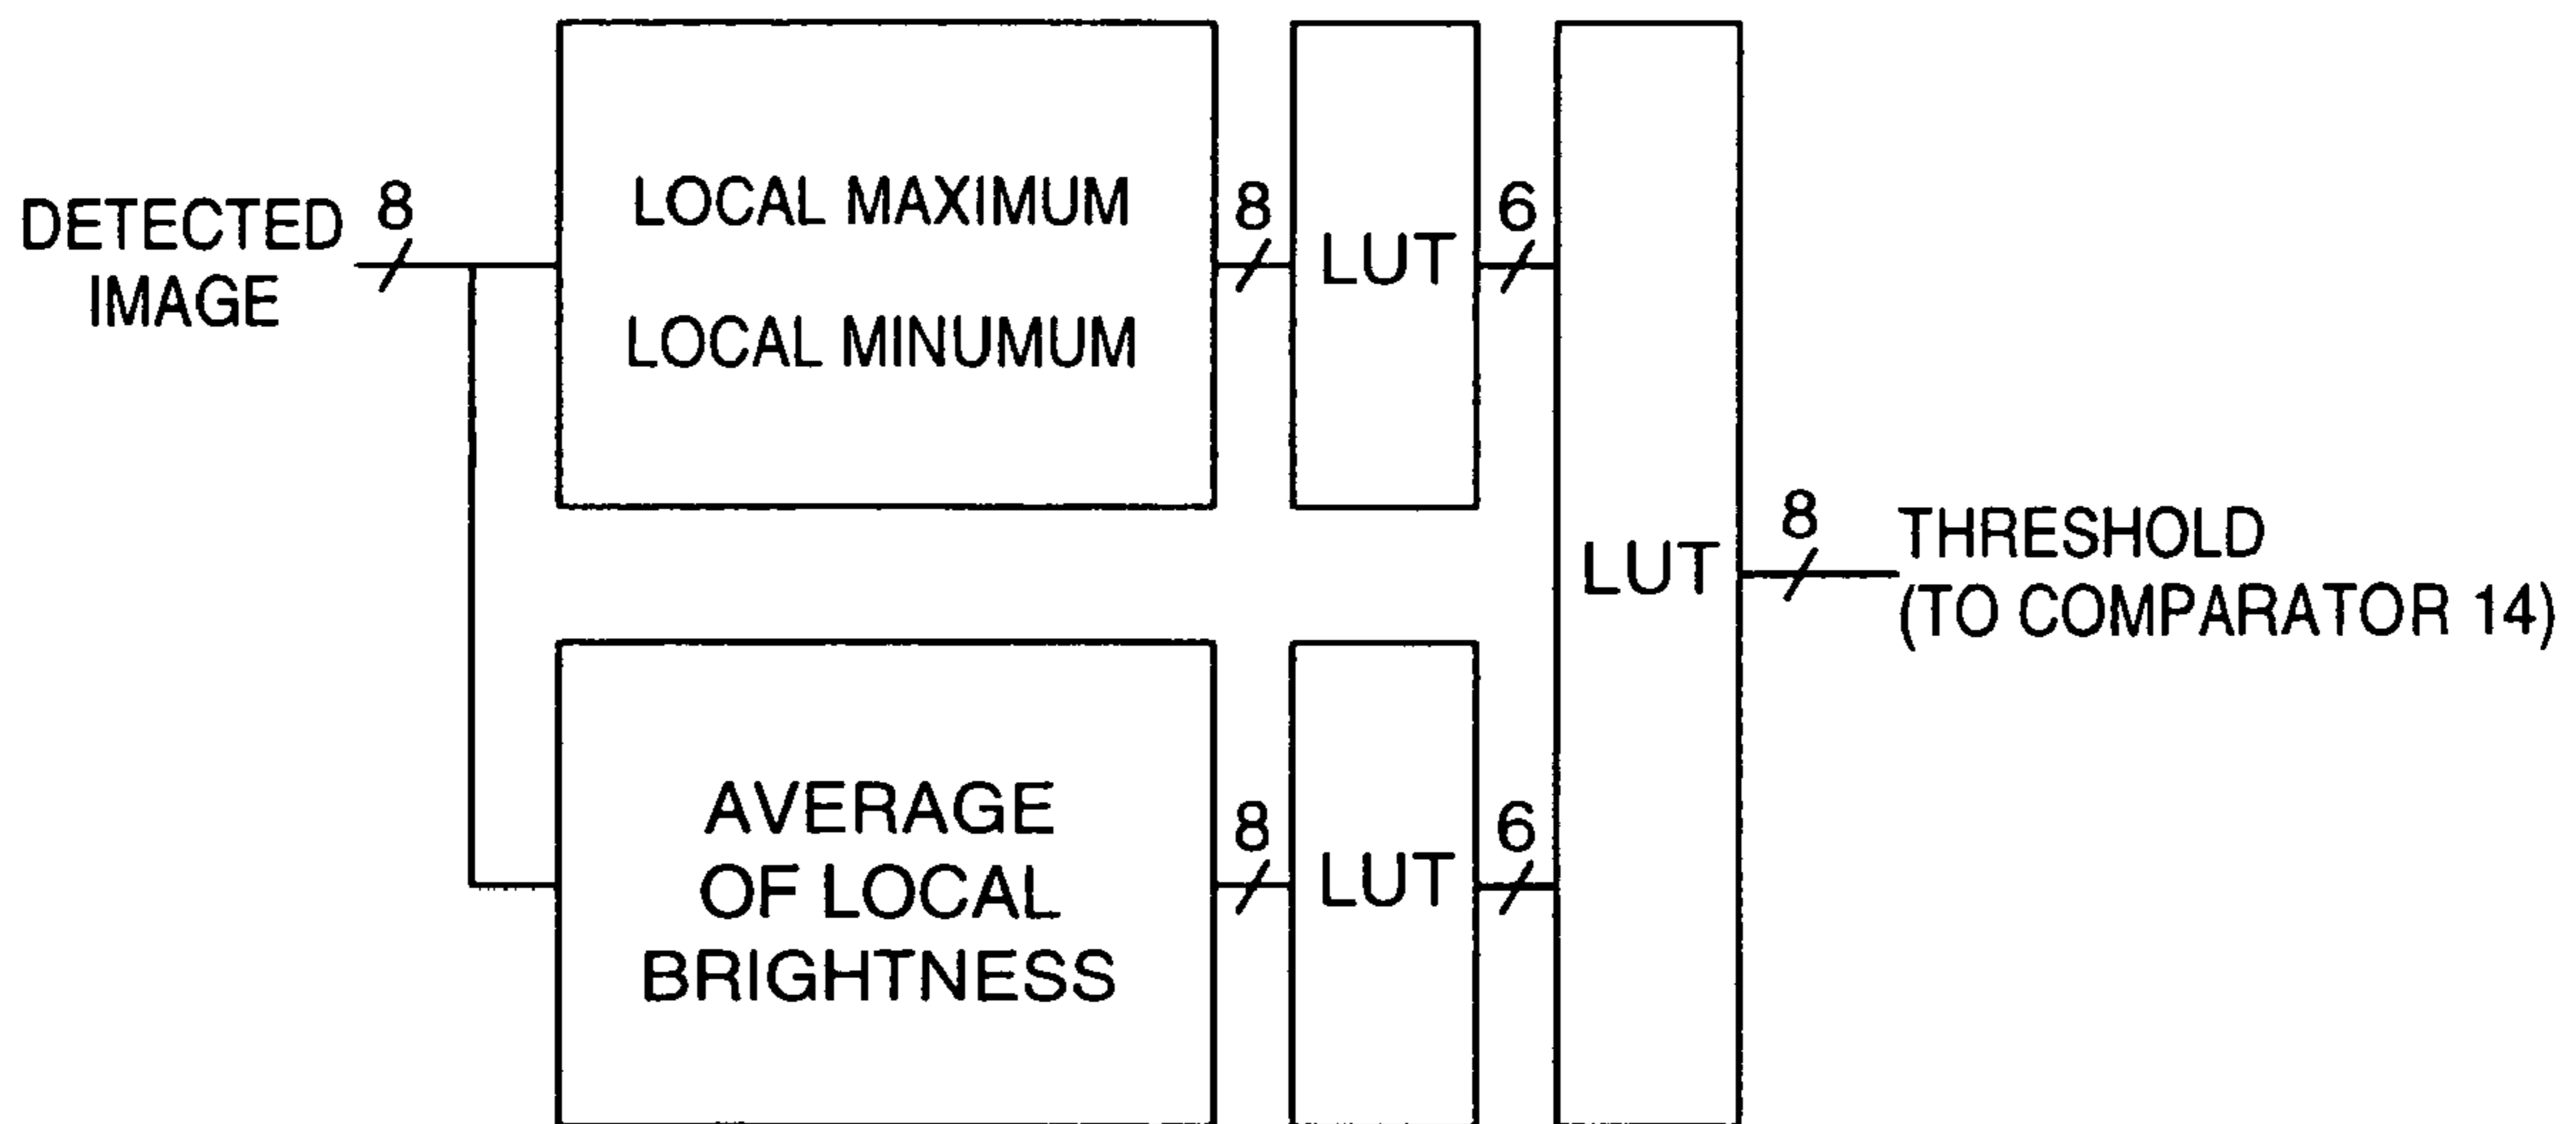 DETECTED
IMAGE
8
LOCAL MAXIMUM
LOCAL MINUMUM
8
LUT
6
AVERAGE
OF LOCAL
BRIGHTNESS
8
LUT
6
LUT
8
THRESHOLD
(TO COMPARATOR 14)